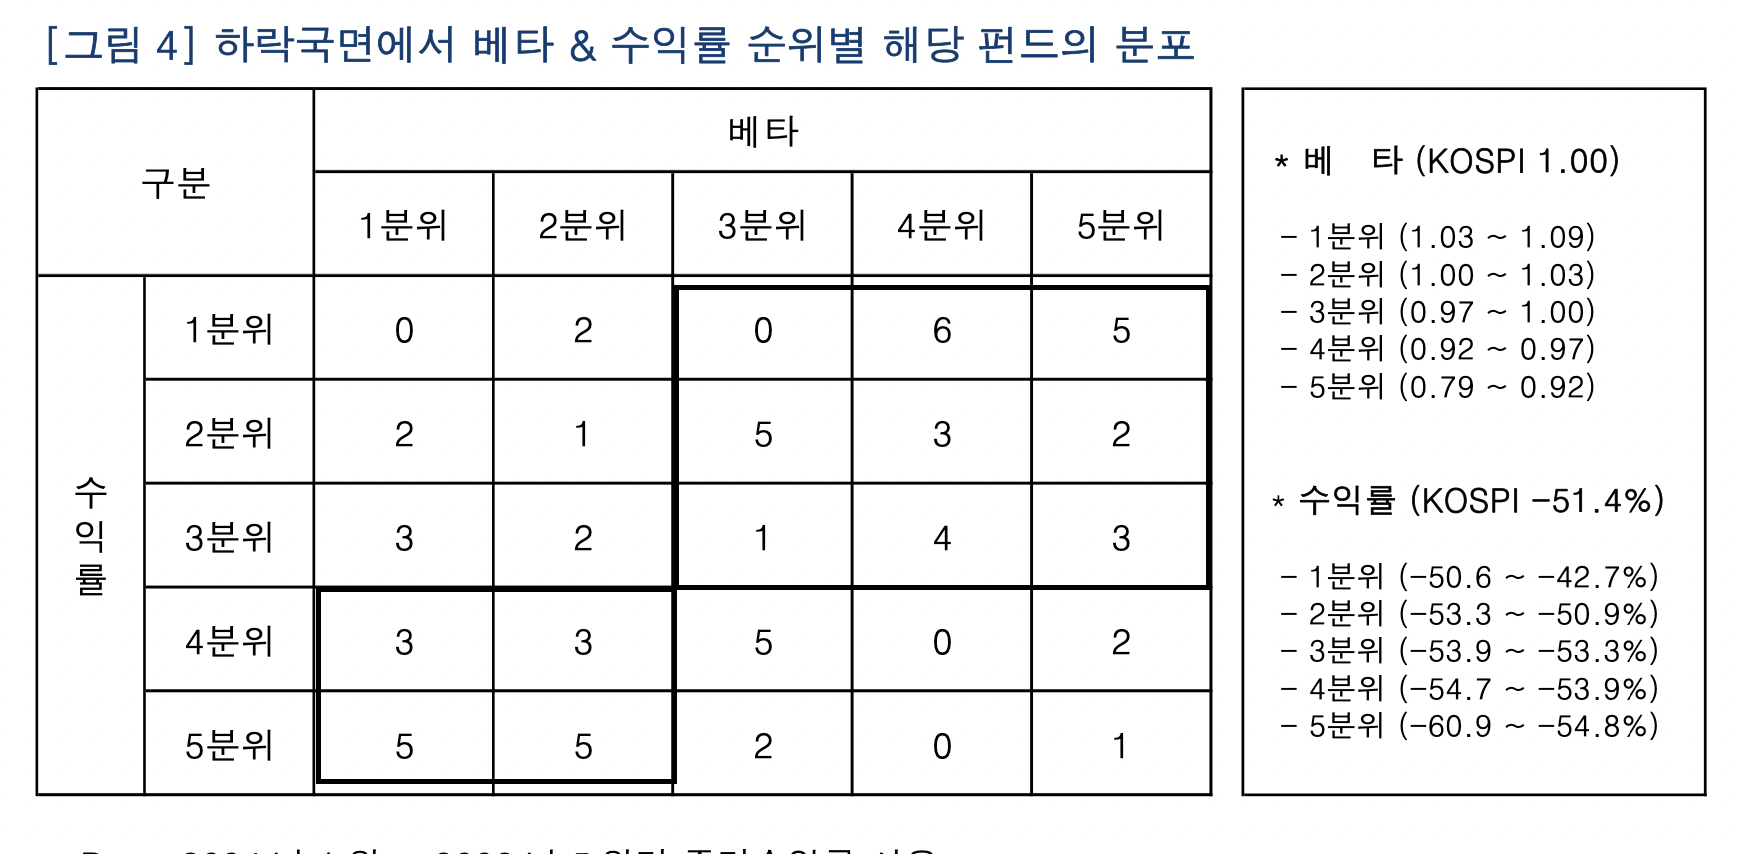 [그림 4] 하락국면에서 베타 & 수익률 순위별 해당 펀드의 분포
구분 베타
1분위 2분위 3분위 4분위 5분위
수익률
1분위 0 2 0 6 5
2분위 2 1 5 3 2
3분위 3 2 1 4 3
4분위 3 3 5 0 2
5분위 5 5 2 0 1
* 베 타 (KOSPI 1.00)
- 1분위 (1.03 ~ 1.09)
- 2분위 (1.00 ~ 1.03)
- 3분위 (0.97 ~ 1.00)
- 4분위 (0.92 ~ 0.97)
- 5분위 (0.79 ~ 0.92)
* 수익률 (KOSPI -51.4%)
- 1분위 (-50.6 ~ -42.7%)
- 2분위 (-53.3 ~ -50.9%)
- 3분위 (-53.9 ~ -53.3%)
- 4분위 (-54.7 ~ -53.9%)
- 5분위 (-60.9 ~ -54.8%)